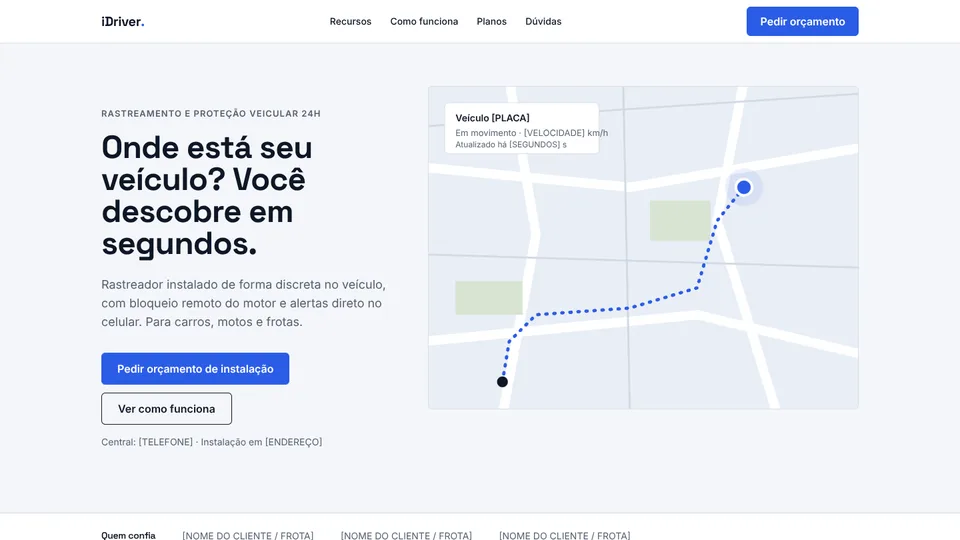 iDriver.
Recursos
Como funciona
Planos
Dúvidas
Pedir orçamento
RASTREAMENTO E PROTEÇÃO VEICULAR 24H
Onde está seu
veículo? Você
descobre em
segundos.
Rastreador instalado de forma discreta no veículo,
com bloqueio remoto do motor e alertas direto no
celular. Para carros, motos e frotas.
Pedir orçamento de instalação
Ver como funciona
Central: [TELEFONE] · Instalação em [ENDEREÇO]
Veículo [PLACA]
Em movimento · [VELOCIDADE] km/h
Atualizado há [SEGUNDOS] s
Quem confia
[NOME DO CLIENTE / FROTA]
[NOME DO CLIENTE / FROTA]
[NOME DO CLIENTE / FROTA]